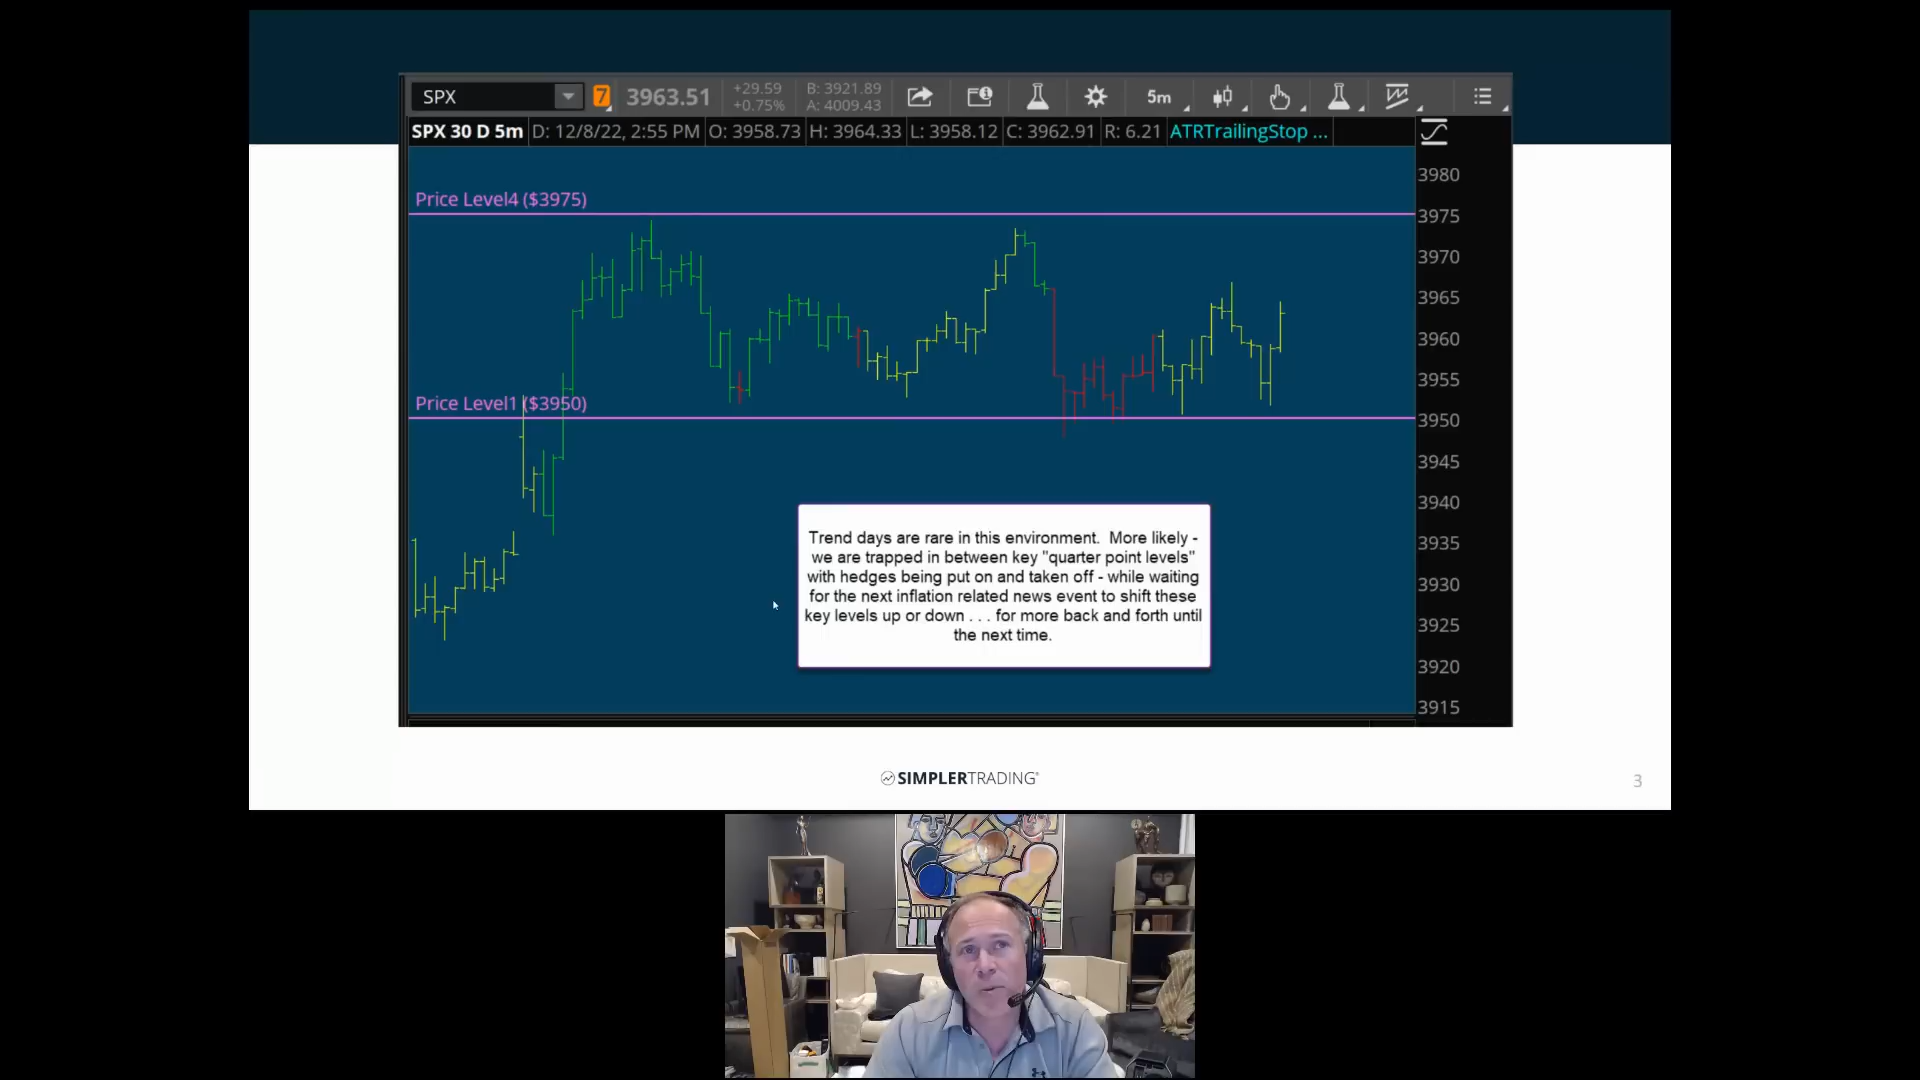 SPX
7
3963.51
+29.59
+0.75%
B: 3921.89
A: 4009.43
5m
SPX 30 D 5m
D: 12/8/22, 2:55 PM
O: 3958.73
H: 3964.33
L: 3958.12
C: 3962.91
R: 6.21
ATRTrailingStop ...
3980
Price Level4 ($3975)
3975
3970
3965
3960
3955
Price Level1 ($3950)
3950
3945
3940
3935
3930
3925
3920
3915
Trend days are rare in this environment. More likely -
we are trapped in between key "quarter point levels"
with hedges being put on and taken off - while waiting
for the next inflation related news event to shift these
key levels up or down . . . for more back and forth until
the next time.
SIMPLERTRADING®
3